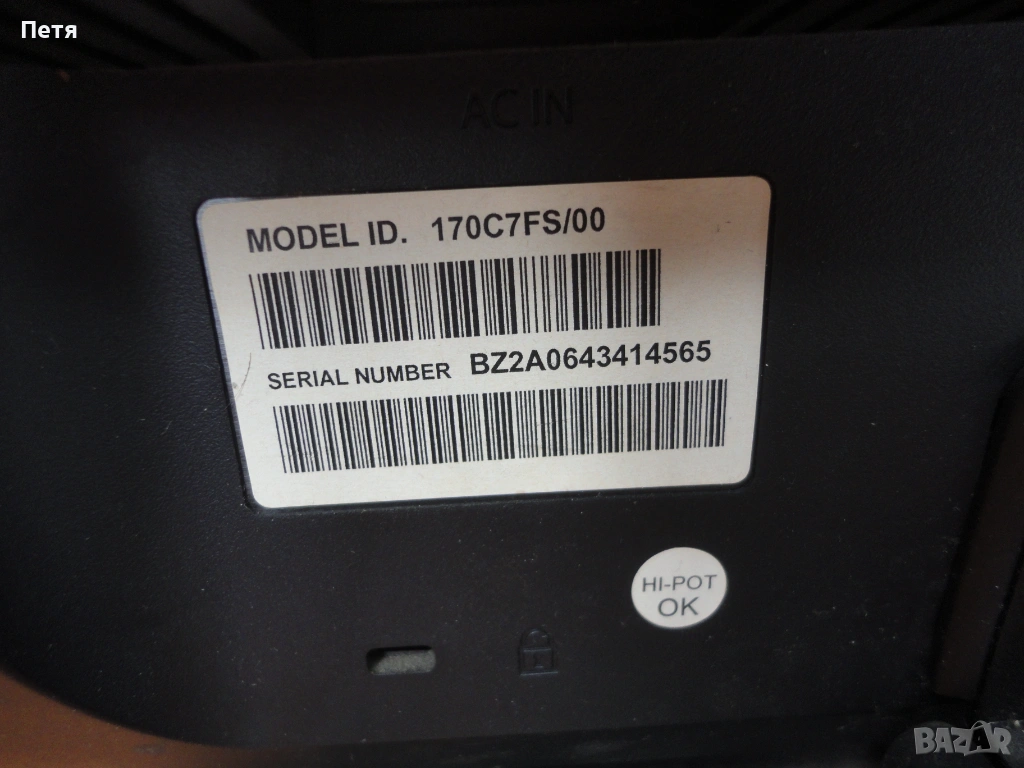 Петя
AC IN
MODEL ID. 170C7FS/00
SERIAL NUMBER BZ2A0643414565
HI-POT
OK
BAZAR